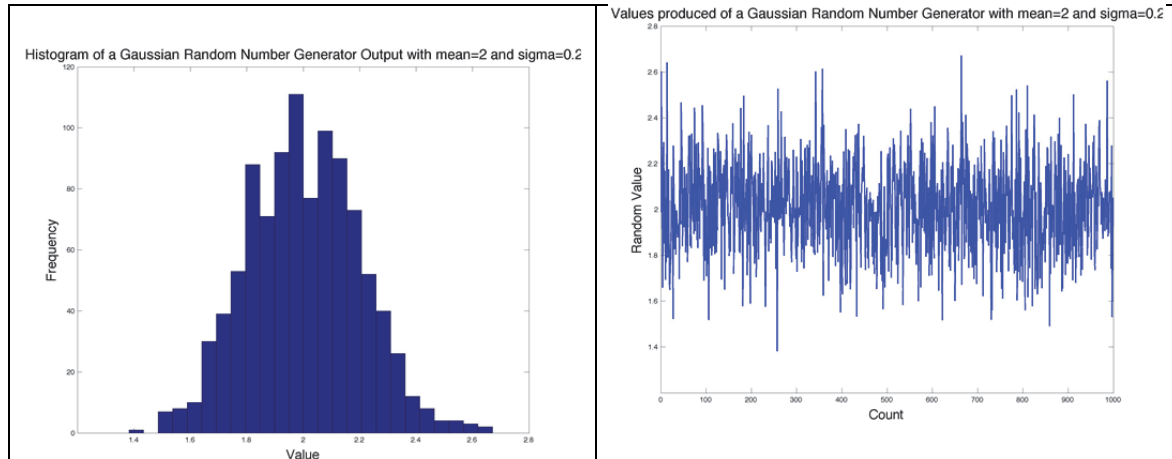 Histogram of a Gaussian Random Number Generator Output with mean=2 and sigma=0.2
120
100
80
60
40
20
0
Frequency
1.4 1.6 1.8 2 2.2 2.4 2.6 2.8
Value
Values produced of a Gaussian Random Number Generator with mean=2 and sigma=0.2
2.8
2.6
2.4
2.2
2
1.8
1.6
1.4
Random Value
0 100 200 300 400 500 600 700 800 900 1000
Count